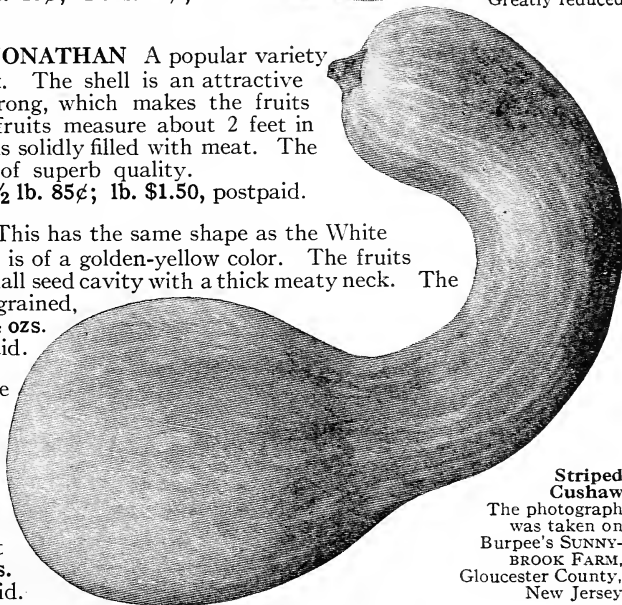 Greatly reduced
ONATHAN A popular variety
The shell is an attractive
rong, which makes the fruits
fruits measure about 2 feet in
s solidly filled with meat. The
of superb quality.
½ lb. 85¢; lb. $1.50, postpaid.
This has the same shape as the White
is of a golden-yellow color. The fruits
all seed cavity with a thick meaty neck. The
grained,
ozs.
id.
e
t
s.
id.
Striped
Cushaw
The photograph
was taken on
Burpee's SUNNY-
BROOK FARM,
Gloucester County,
New Jersey